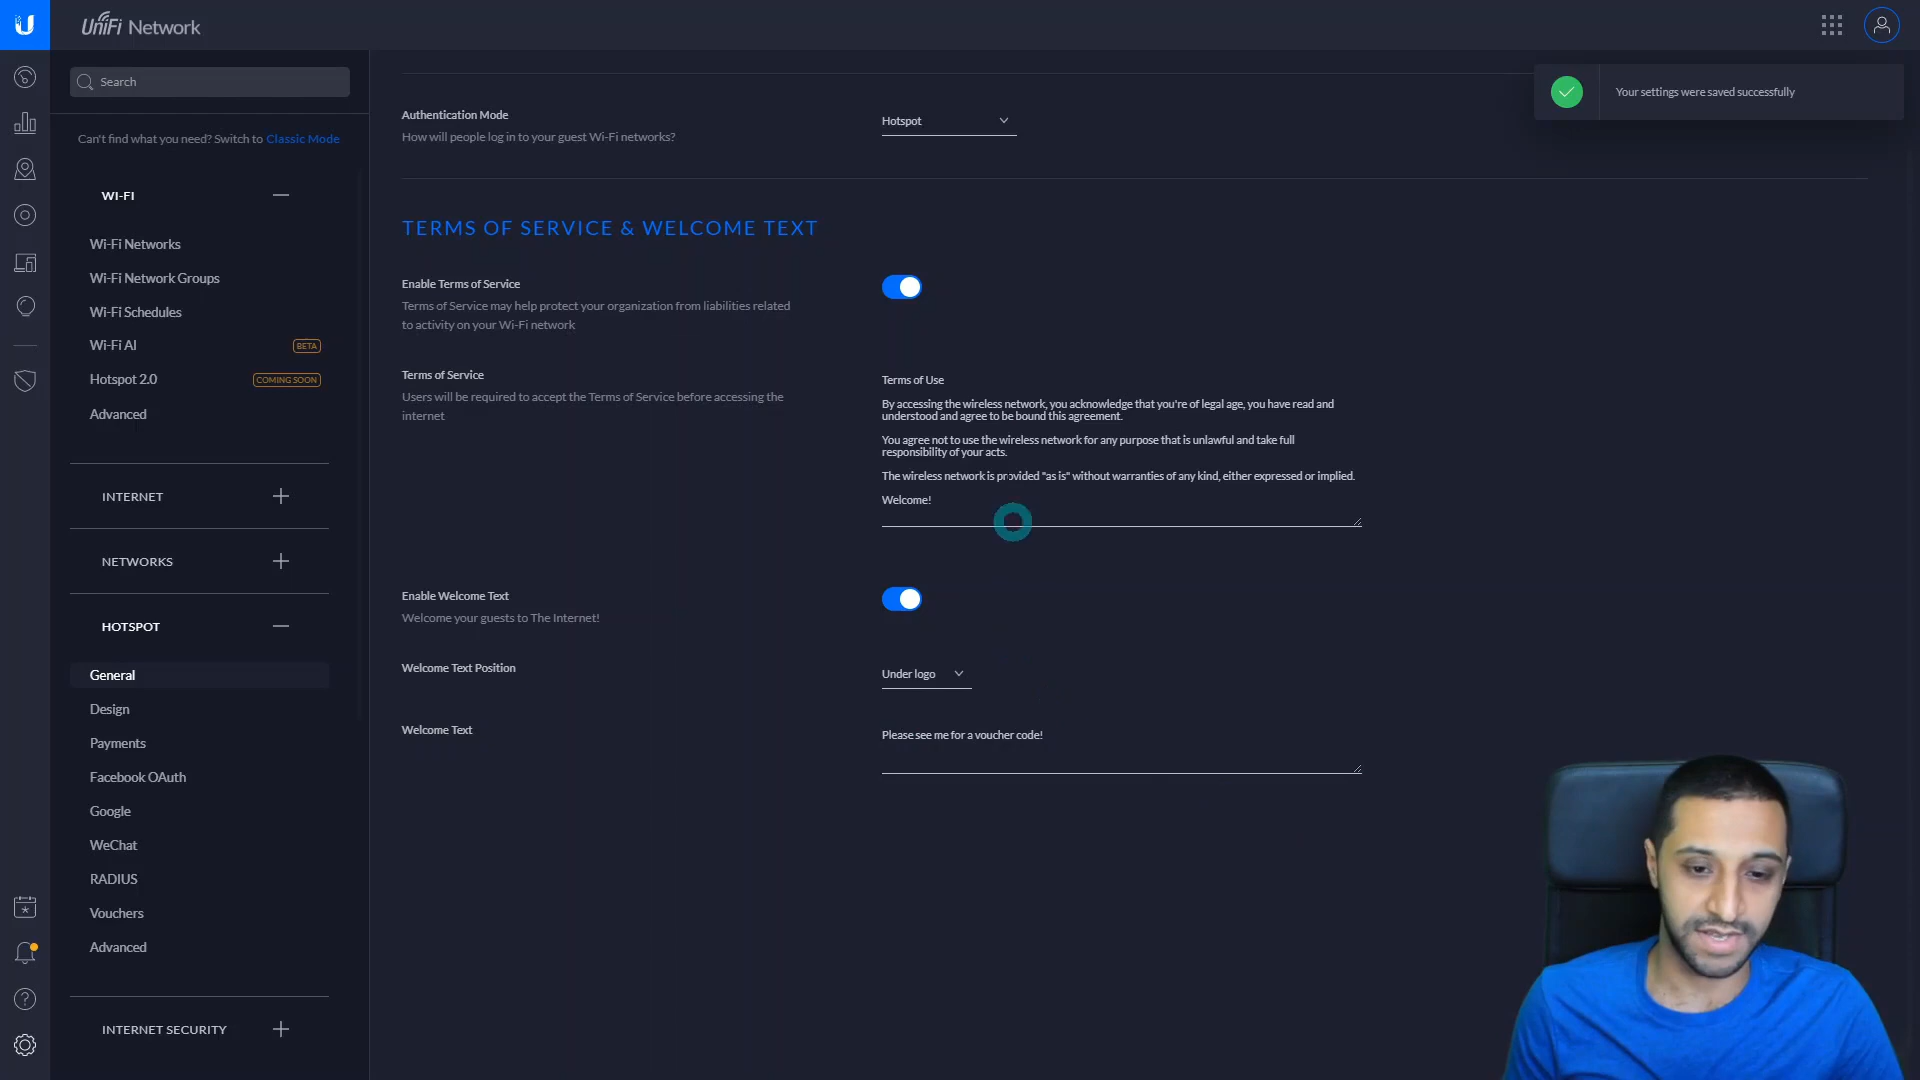 UniFi Network
Search
Your settings were saved successfully
Can't find what you need? Switch to Classic Mode
WI-FI
Wi-Fi Networks
Wi-Fi Network Groups
Wi-Fi Schedules
Wi-Fi AI
BETA
Hotspot 2.0
COMING SOON
Advanced
INTERNET
NETWORKS
HOTSPOT
General
Design
Payments
Facebook OAuth
Google
WeChat
RADIUS
Vouchers
Advanced
INTERNET SECURITY
Authentication Mode
How will people log in to your guest Wi-Fi networks?
Hotspot
TERMS OF SERVICE & WELCOME TEXT
Enable Terms of Service
Terms of Service may help protect your organization from liabilities related
to activity on your Wi-Fi network
Terms of Service
Users will be required to accept the Terms of Service before accessing the
internet
Terms of Use
By accessing the wireless network, you acknowledge that you're of legal age, you have read and
understood and agree to be bound this agreement.
You agree not to use the wireless network for any purpose that is unlawful and take full
responsibility of your acts.
The wireless network is provided "as is" without warranties of any kind, either expressed or implied.
Welcome!
Enable Welcome Text
Welcome your guests to The Internet!
Welcome Text Position
Under logo
Welcome Text
Please see me for a voucher code!